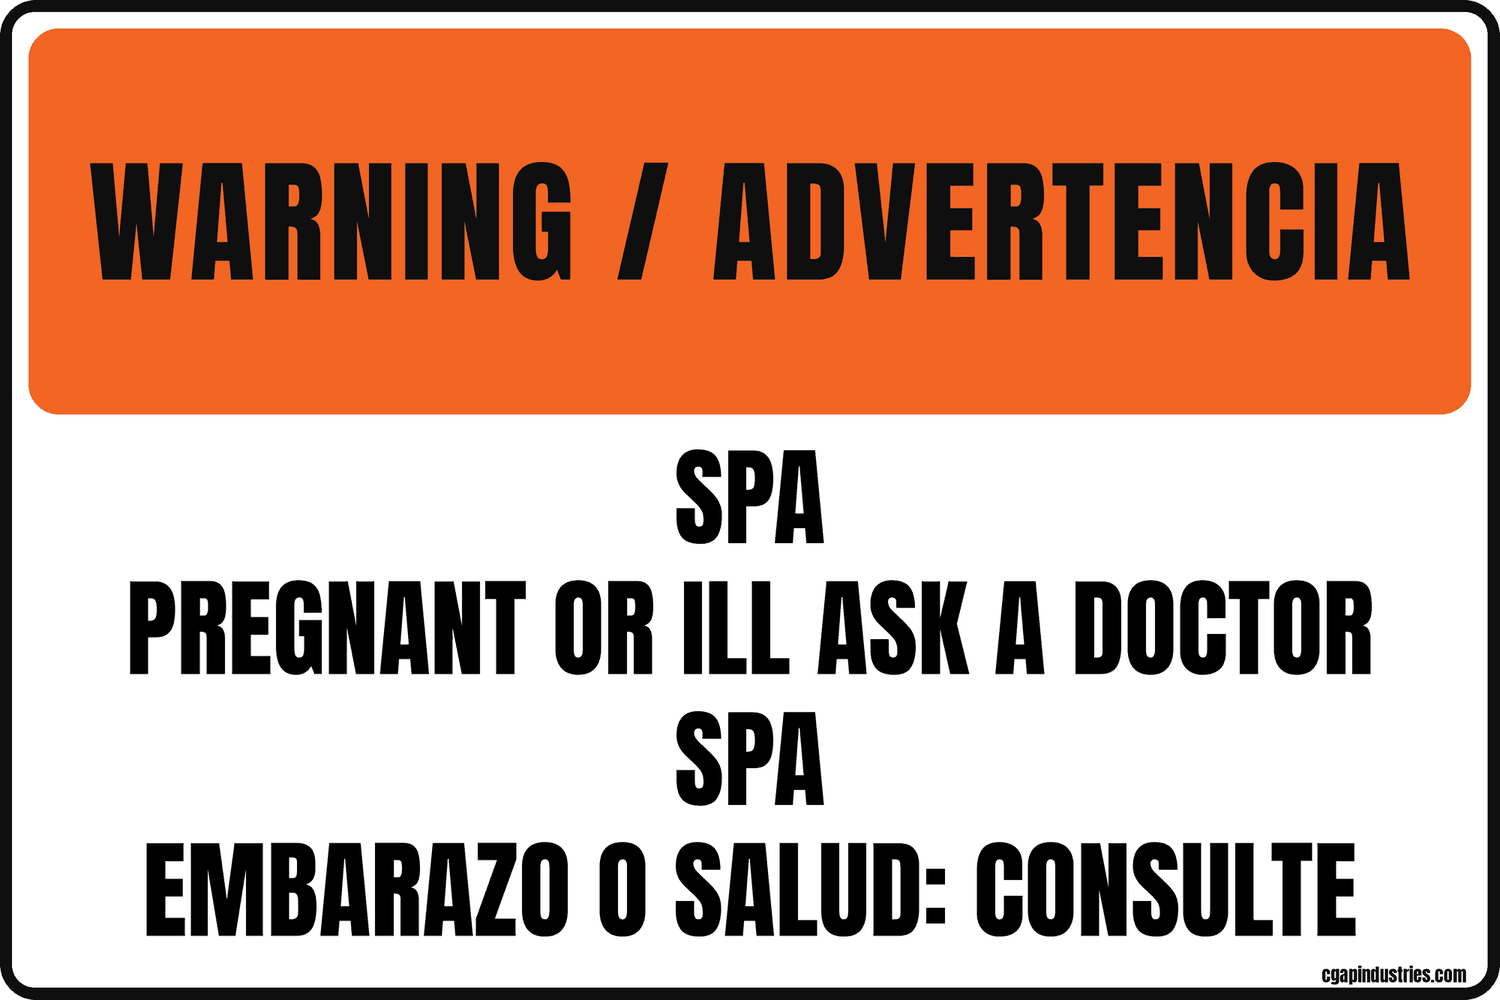 WARNING / ADVERTENCIA
SPA
PREGNANT OR ILL ASK A DOCTOR
SPA
EMBARAZO O SALUD: CONSULTE
cgapindustries.com